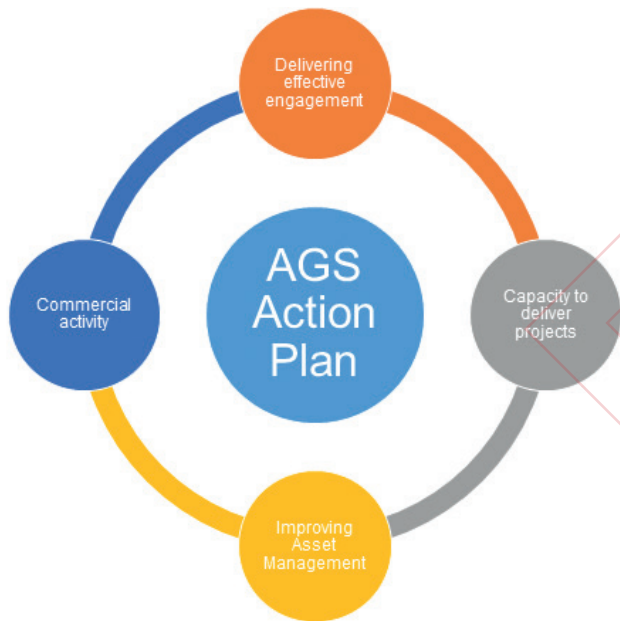 Delivering
effective
engagement
Commercial
activity
AGS
Action
Plan
Capacity to
deliver
projects
Improving
Asset
Management